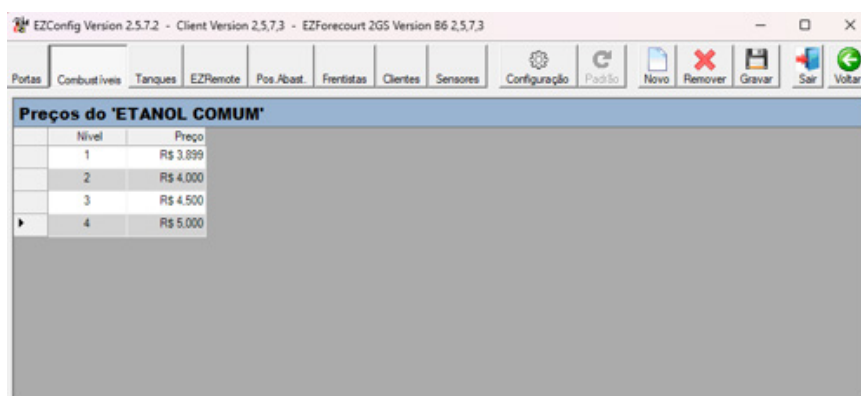 EZConfig Version 2.5.7.2 - Client Version 2,5,7,3 - EZForecourt 2GS Version B6 2,5,7,3
Portas Combustíveis Tanques EZRemote Pos.Abast. Frentistas Clientes Sensores Configuração Padrão Novo Remover Gravar Sair Voltar
Preços do 'ETANOL COMUM'
Nível Preço
1 R$ 3,899
2 R$ 4,000
3 R$ 4,500
4 R$ 5,000